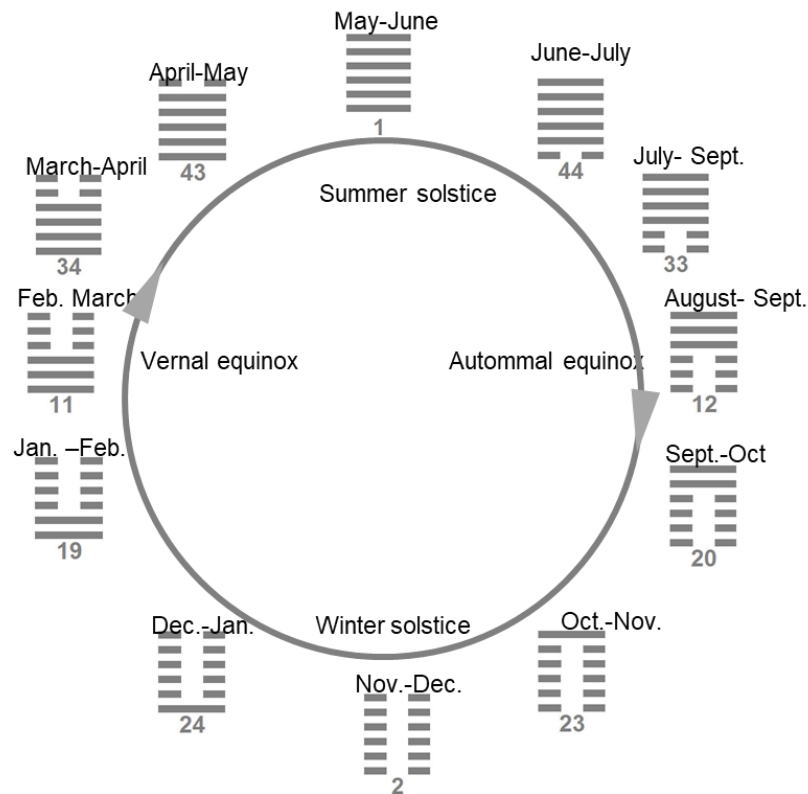 May-June
1
June-July
44
July- Sept.
33
August- Sept.
12
Sept.-Oct
20
Oct.-Nov.
23
Nov.-Dec.
2
Dec.-Jan.
24
Jan. –Feb.
19
Feb. March
11
March-April
34
April-May
43
Summer solstice
Vernal equinox
Autommal equinox
Winter solstice